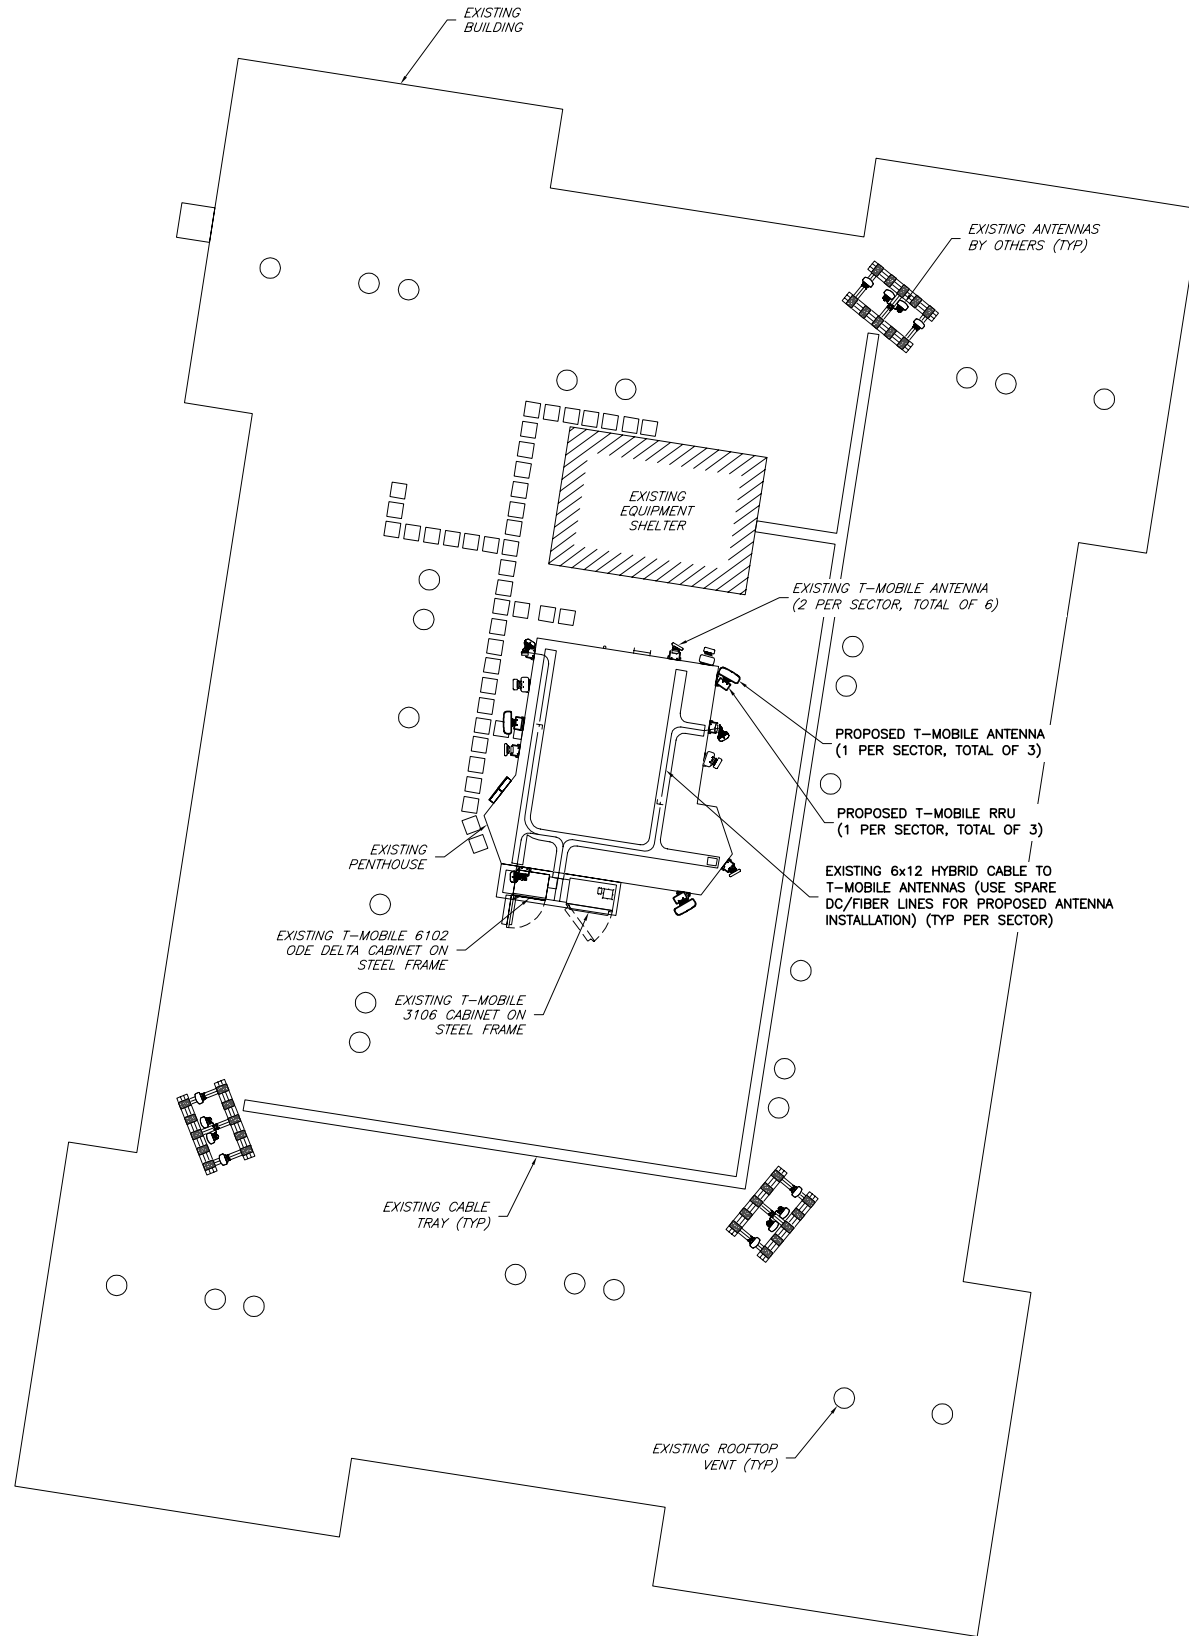 EXISTING
BUILDING
EXISTING ANTENNAS
BY OTHERS (TYP)
EXISTING
EQUIPMENT
SHELTER
EXISTING T-MOBILE ANTENNA
(2 PER SECTOR, TOTAL OF 6)
PROPOSED T-MOBILE ANTENNA
(1 PER SECTOR, TOTAL OF 3)
PROPOSED T-MOBILE RRU
(1 PER SECTOR, TOTAL OF 3)
EXISTING
PENTHOUSE
EXISTING 6x12 HYBRID CABLE TO
T-MOBILE ANTENNAS (USE SPARE
DC/FIBER LINES FOR PROPOSED ANTENNA
INSTALLATION) (TYP PER SECTOR)
EXISTING T-MOBILE 6102
ODE DELTA CABINET ON
STEEL FRAME
EXISTING T-MOBILE
3106 CABINET ON
STEEL FRAME
EXISTING CABLE
TRAY (TYP)
EXISTING ROOFTOP
VENT (TYP)